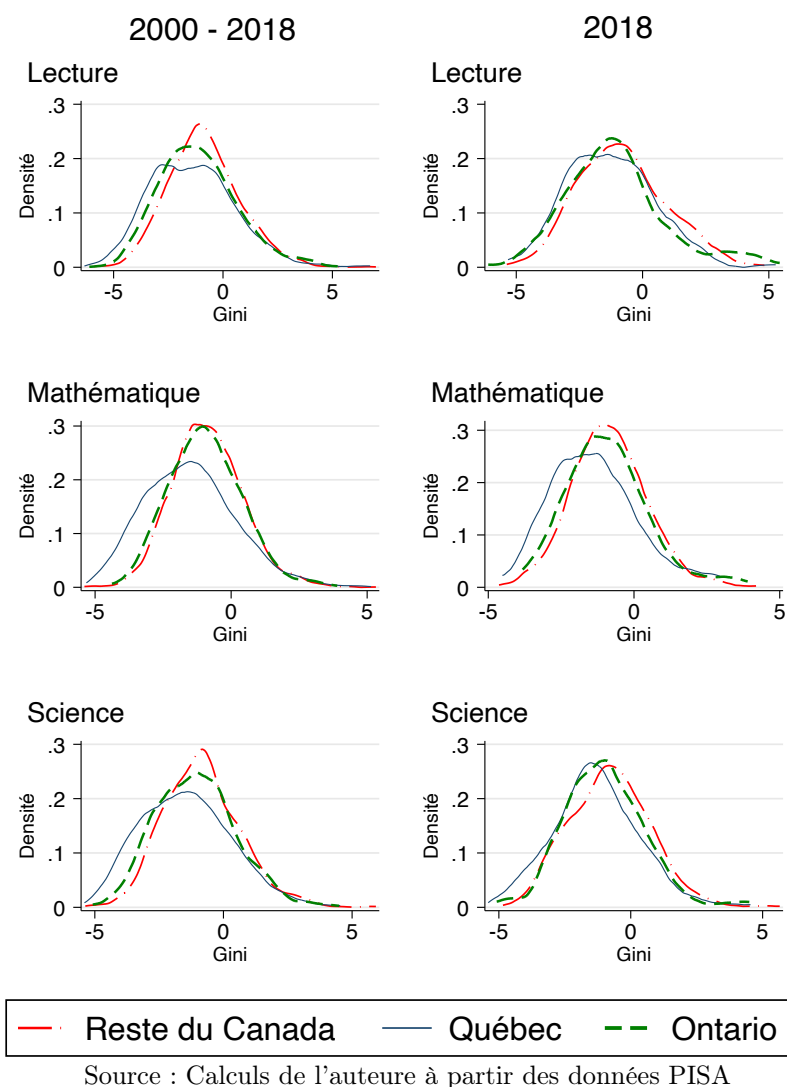 2000 - 2018
2018
Lecture
Lecture
Densité
.3
.2
.1
0
-5
0
5
Gini
Densité
.3
.2
.1
0
-5
0
5
Gini
Mathématique
Mathématique
Densité
.3
.2
.1
0
-5
0
5
Gini
Densité
.3
.2
.1
0
-5
0
5
Gini
Science
Science
Densité
.3
.2
.1
0
-5
0
5
Gini
Densité
.3
.2
.1
0
-5
0
5
Gini
Reste du Canada Québec Ontario
Source : Calculs de l'auteure à partir des données PISA